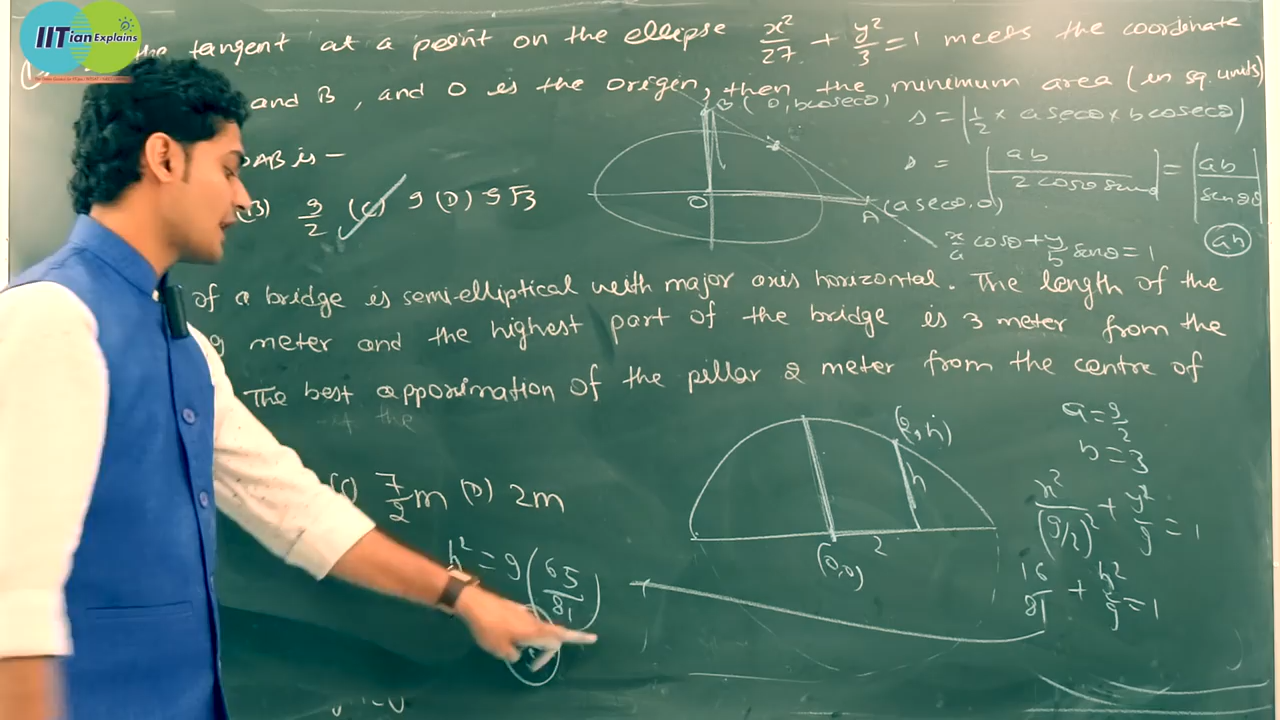 IITian Explains
the tangent at a point on the ellipse x²/27 + y²/3 = 1 meets the coordinate
and B, and O is the origin, then the minimum area (in sq. units)
OAB is —
(B) 9/2 (C) 9 (D) 9√3
B (0, b cosecθ)
O
A (a secθ, 0)
x/a cosθ + y/b sinθ = 1
s = |1/2 × a secθ × b cosecθ|
s = |ab / 2 cosθ sinθ| = |ab / sin2θ|
ab
of a bridge is semi-elliptical with major axis horizontal. The length of the
9 meter and the highest part of the bridge is 3 meter from the
The best approximation of the pillar 2 meter from the centre of
of the
7/2 m (D) 2m
h² = 9(65/81)
(2, h)
h
2
(0,0)
a = 9/2
b = 3
x²/(9/2)² + y²/9 = 1
16/81 + h²/9 = 1